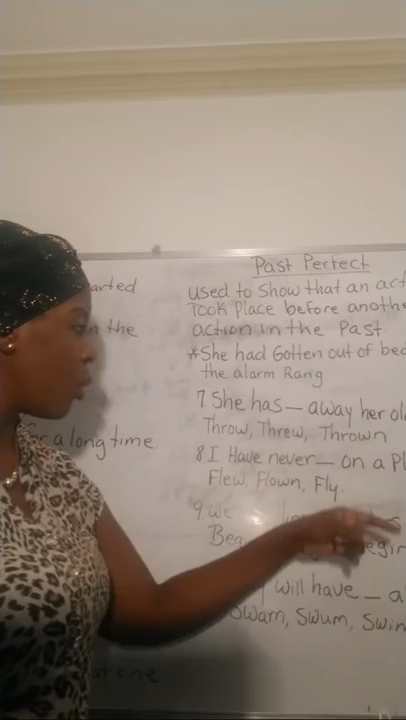 arted
n the
a long time
one
Past Perfect
used to Show that an act
Took Place before anothe
action in the Past
*She had Gotten out of bed
the alarm Rang
7 She has — away her ol
Throw, Threw, Thrown
8 I Have never — on a Pl
Flew, Flown, Fly.
9 we
Beg egin
will have — a
Swam, Swum, Swim